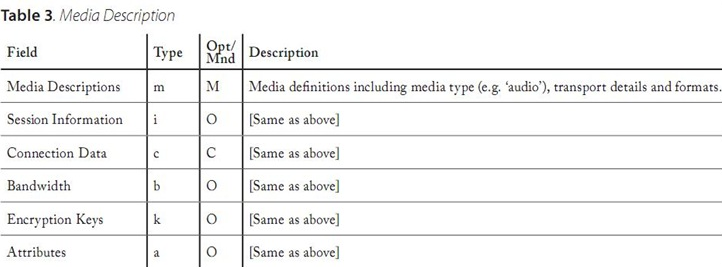 Table 3. Media Description
Field Type Opt/Mnd Description
Media Descriptions m M Media definitions including media type (e.g. ‘audio’), transport details and formats.
Session Information i O [Same as above]
Connection Data c C [Same as above]
Bandwidth b O [Same as above]
Encryption Keys k O [Same as above]
Attributes a O [Same as above]